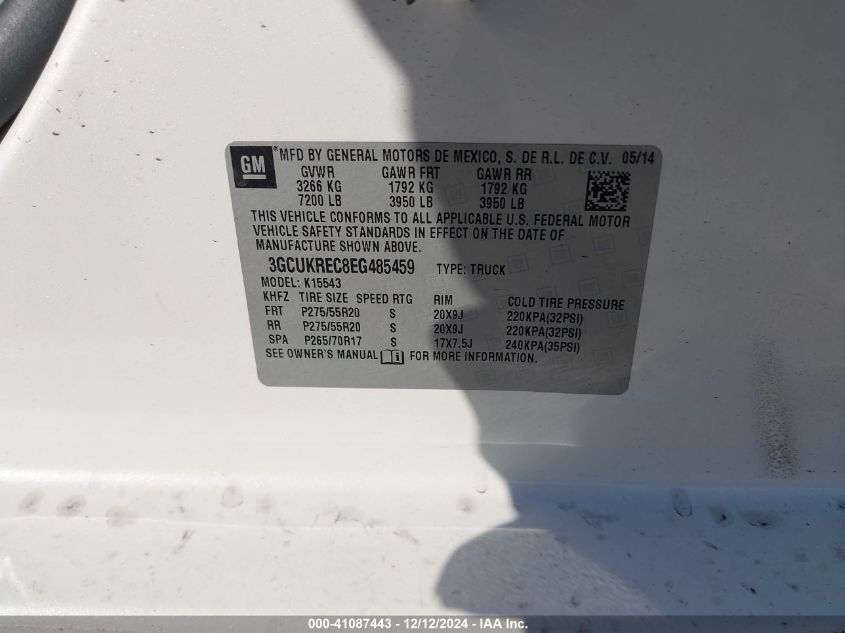 GM ® MFD BY GENERAL MOTORS DE MEXICO, S. DE R.L. DE C.V. 05/14
GVWR GAWR FRT GAWR RR
3266 KG 1792 KG 1792 KG
7200 LB 3950 LB 3950 LB
THIS VEHICLE CONFORMS TO ALL APPLICABLE U.S. FEDERAL MOTOR
VEHICLE SAFETY STANDARDS IN EFFECT ON THE DATE OF
MANUFACTURE SHOWN ABOVE.
3GCUKREC8EG485459 TYPE: TRUCK
MODEL: K15543
KHFZ TIRE SIZE SPEED RTG RIM COLD TIRE PRESSURE
FRT P275/55R20 S 20X9J 220KPA(32PSI)
RR P275/55R20 S 20X9J 220KPA(32PSI)
SPA P265/70R17 S 17X7.5J 240KPA(35PSI)
SEE OWNER'S MANUAL FOR MORE INFORMATION.
000-41087443 - 12/12/2024 - IAA Inc.